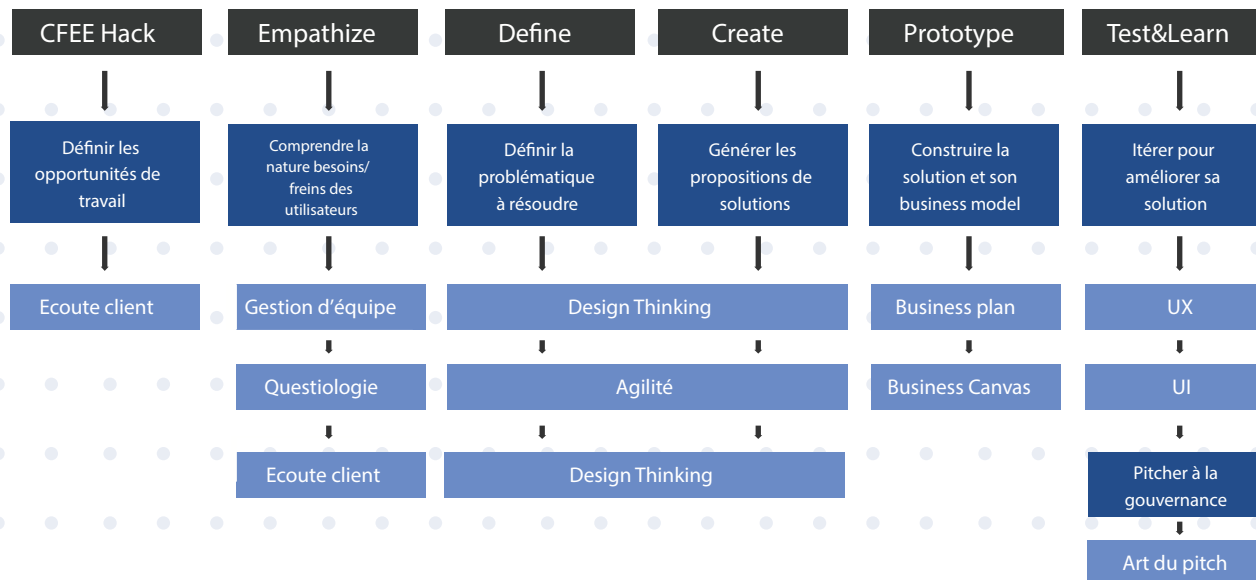 CFEE Hack
Empathize
Define
Create
Prototype
Test&Learn
Définir les
opportunités de
travail
Comprendre la
nature besoins/
freins des
utilisateurs
Définir la
problématique
à résoudre
Générer les
propositions de
solutions
Construire la
solution et son
business model
Itérer pour
améliorer sa
solution
Ecoute client
Gestion d’équipe
Design Thinking
Business plan
UX
Questiologie
Agilité
Business Canvas
UI
Ecoute client
Design Thinking
Pitcher à la
gouvernance
Art du pitch